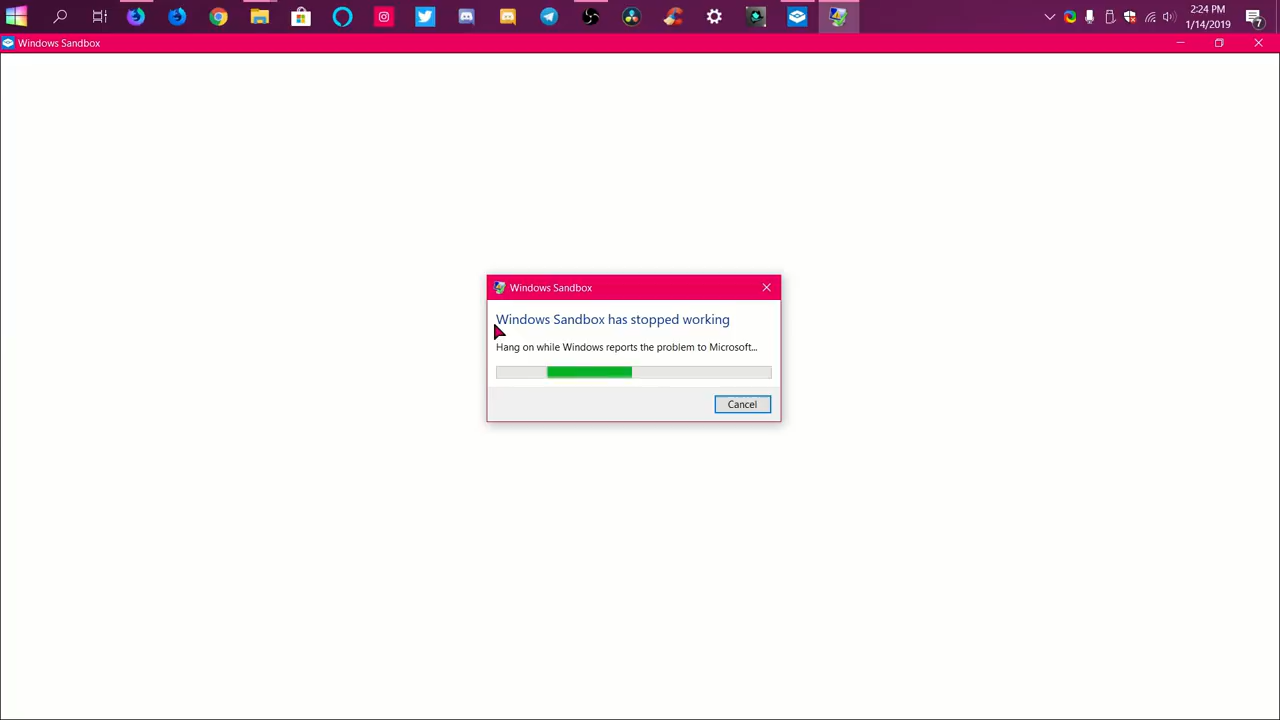 2:24 PM
1/14/2019
7
Windows Sandbox
Windows Sandbox
Windows Sandbox has stopped working
Hang on while Windows reports the problem to Microsoft...
Cancel